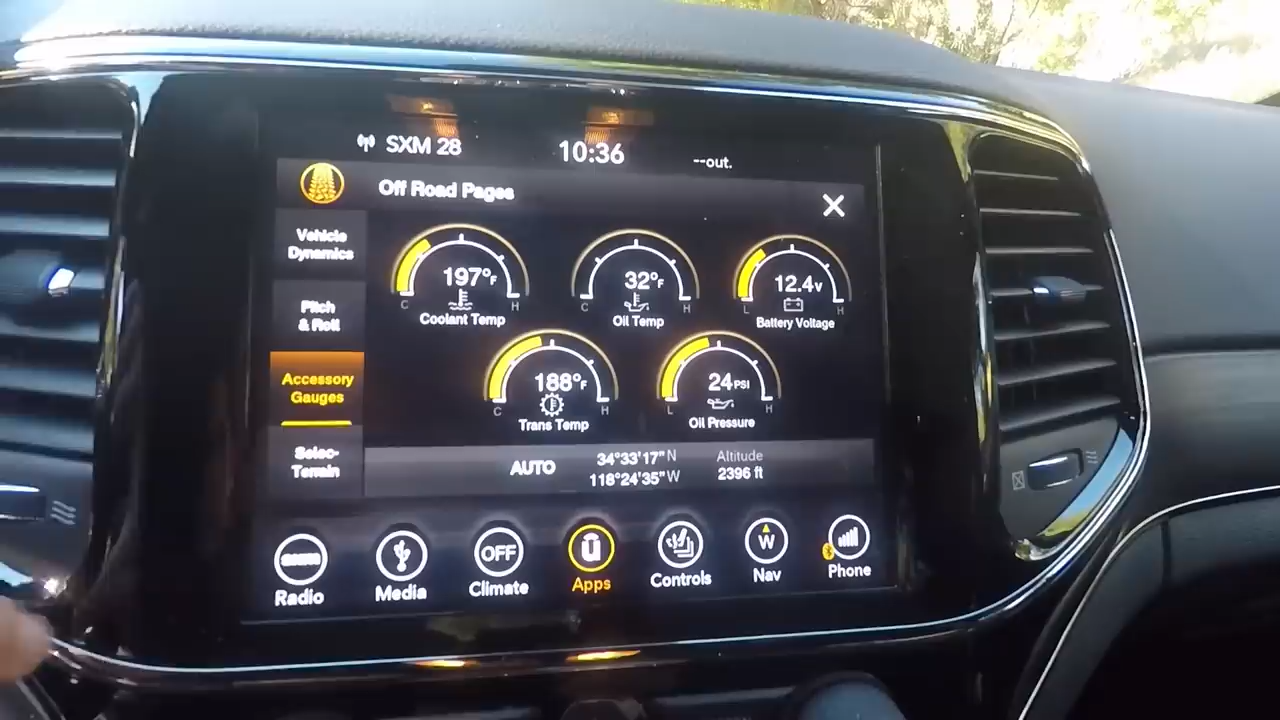 SXM 28
10:36
--out.
Off Road Pages
Vehicle
Dynamics
Pitch
& Roll
Accessory
Gauges
Selec-
Terrain
197°F
C H
Coolant Temp
32°F
C H
Oil Temp
12.4v
L H
Battery Voltage
188°F
C H
Trans Temp
24 PSI
L H
Oil Pressure
AUTO
34°33'17" N
118°24'35" W
Altitude
2396 ft
Radio
Media
OFF
Climate
Apps
Controls
W
Nav
Phone